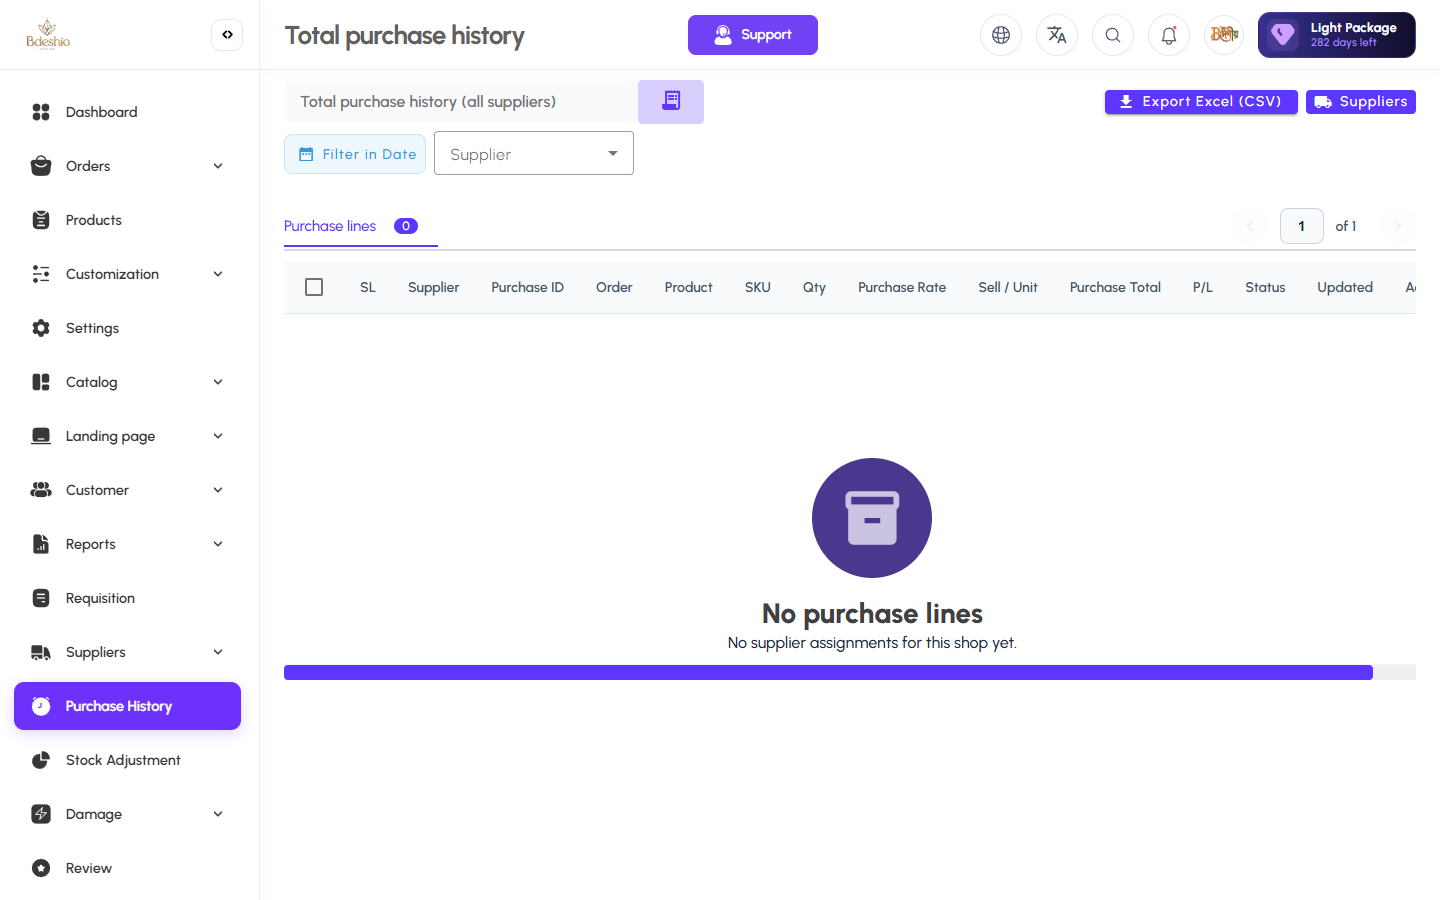 Bdeshio
Total purchase history
Support
Light Package
282 days left
Dashboard
Orders
Products
Customization
Settings
Catalog
Landing page
Customer
Reports
Requisition
Suppliers
Purchase History
Stock Adjustment
Damage
Review
Total purchase history (all suppliers)
Export Excel (CSV)
Suppliers
Filter in Date
Supplier
Purchase lines 0
1 of 1
SL Supplier Purchase ID Order Product SKU Qty Purchase Rate Sell / Unit Purchase Total P/L Status Updated
No purchase lines
No supplier assignments for this shop yet.